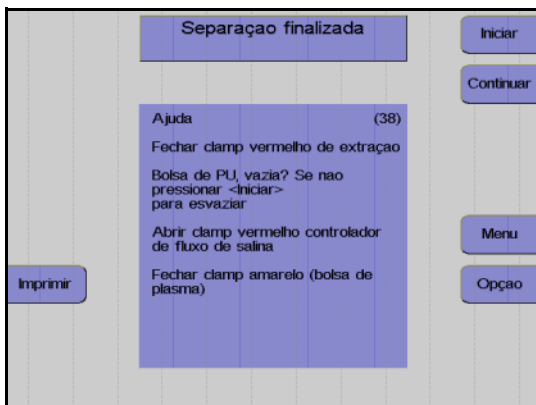 Separaçao finalizada
Iniciar
Continuar
Ajuda (38)
Fechar clamp vermelho de extraçao
Bolsa de PU, vazia? Se nao
pressionar <Iniciar>
para esvaziar
Abrir clamp vermelho controlador
de fluxo de salina
Fechar clamp amarelo (bolsa de
plasma)
Menu
Imprimir
Opçao